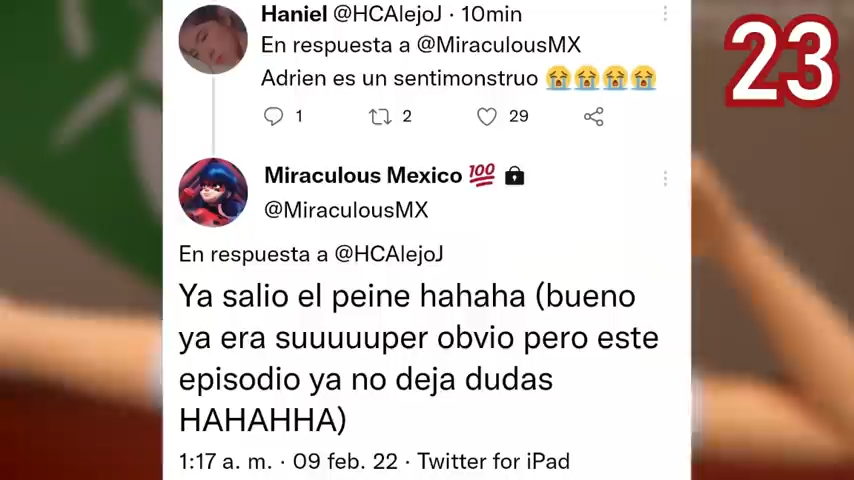 Haniel @HCAlejoJ · 10min
23
En respuesta a @MiraculousMX
Adrien es un sentimonstruo 😭😭😭😭
1 2 29
Miraculous Mexico 💯
@MiraculousMX
En respuesta a @HCAlejoJ
Ya salio el peine hahaha (bueno
ya era suuuuuper obvio pero este
episodio ya no deja dudas
HAHAHHA)
1:17 a. m. · 09 feb. 22 · Twitter for iPad